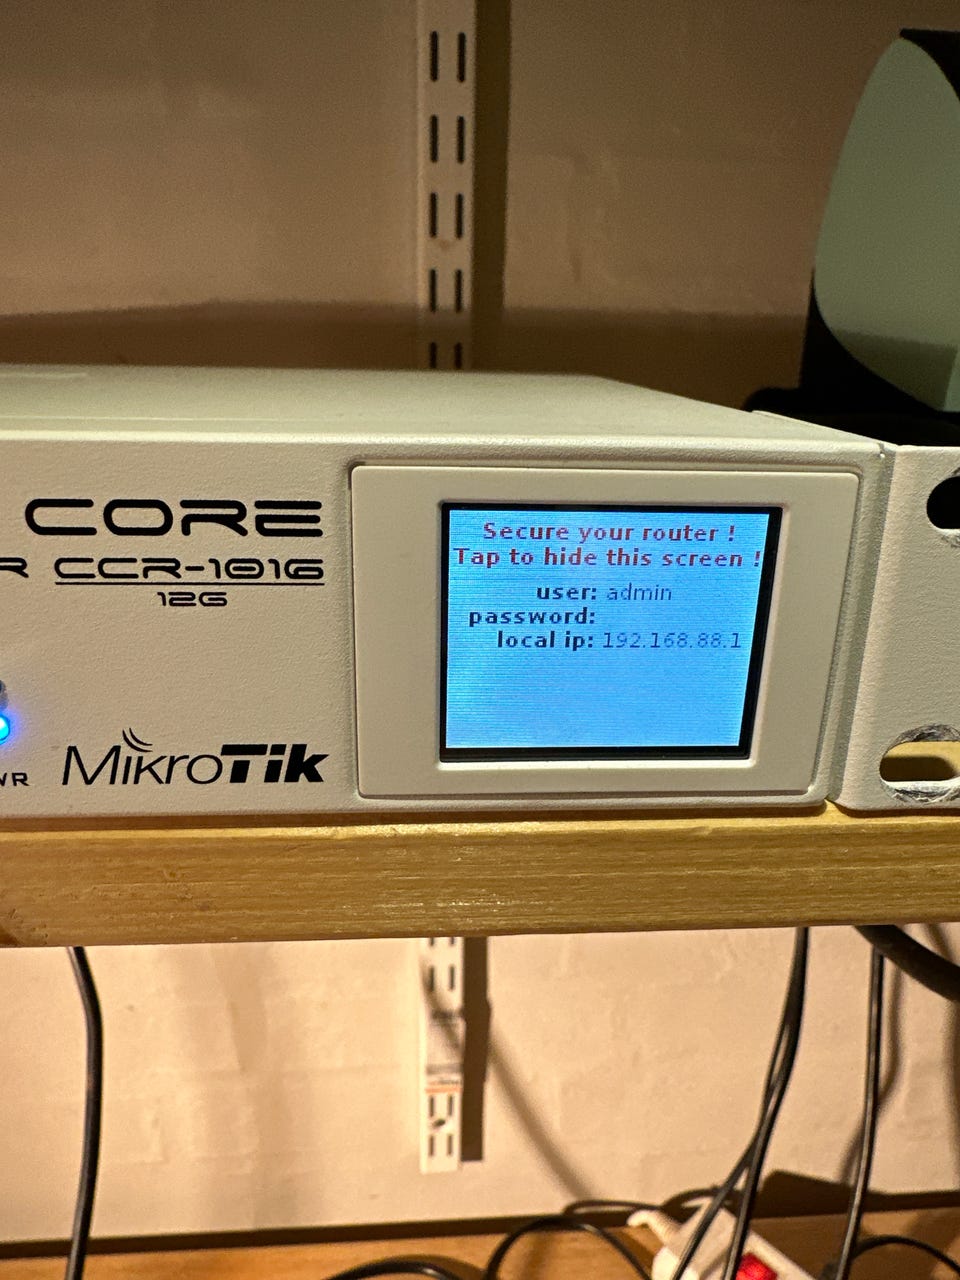 CORE
R CCR-1016
12G
WR
MikroTik
Secure your router !
Tap to hide this screen !
user: admin
password:
local ip: 192.168.88.1